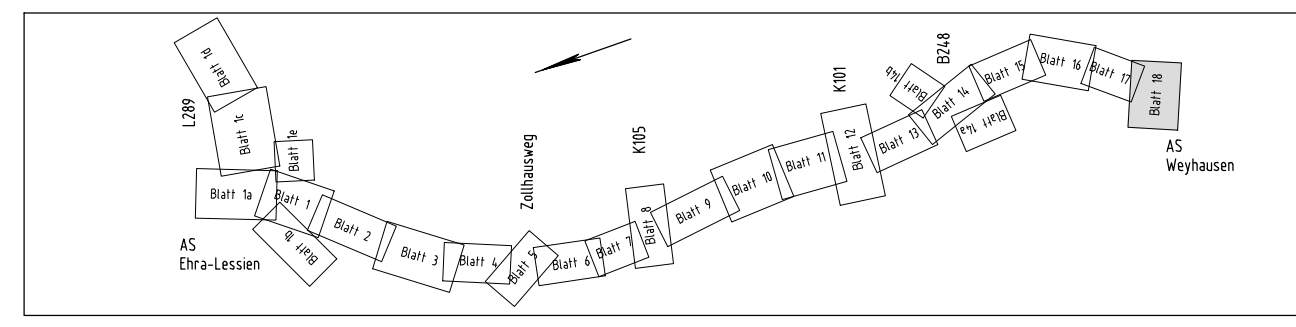 Blatt 1d
L289
Blatt 1c
Blatt 1e
Blatt 1a
Blatt 1
Blatt 1b
AS
Ehra-Lessien
Blatt 2
Blatt 3
Blatt 4
Zollhausweg
Blatt 5
Blatt 6
Blatt 7
K105
Blatt 8
Blatt 9
Blatt 10
Blatt 11
K101
Blatt 12
Blatt 13
B248
Blatt 14b
Blatt 14
Blatt 14a
Blatt 15
Blatt 16
Blatt 17
Blatt 18
AS
Weyhausen